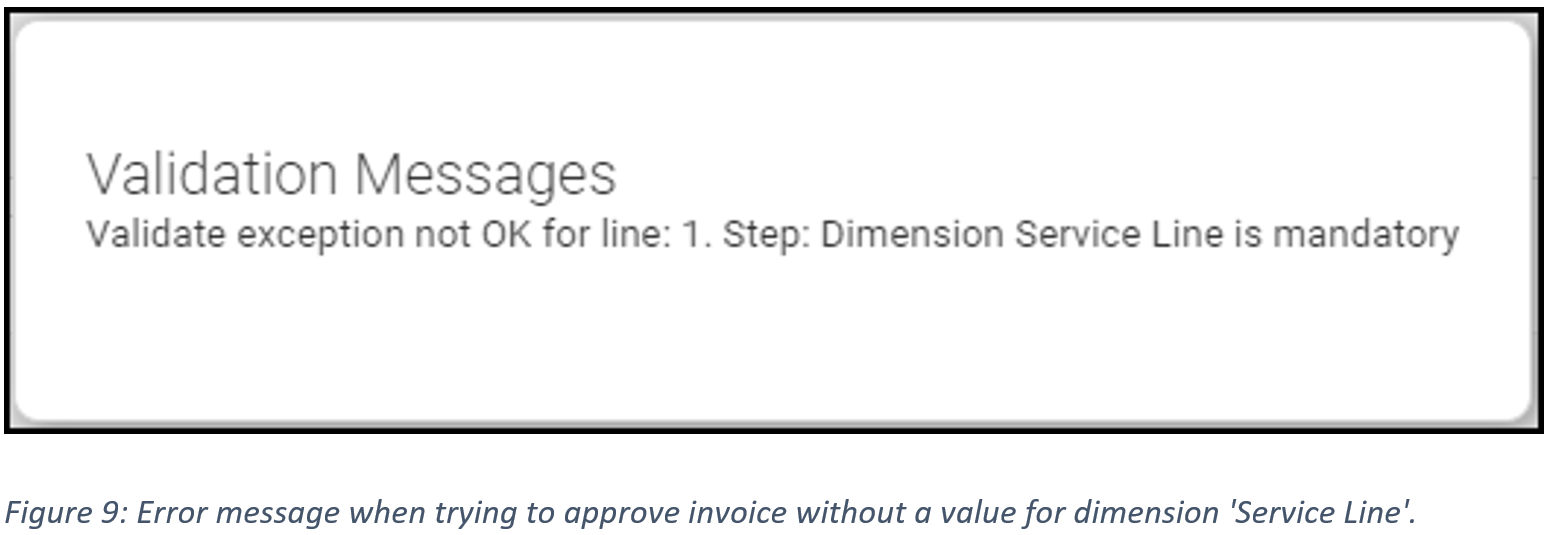 Validation Messages
Validate exception not OK for line: 1. Step: Dimension Service Line is mandatory
Figure 9: Error message when trying to approve invoice without a value for dimension 'Service Line'.